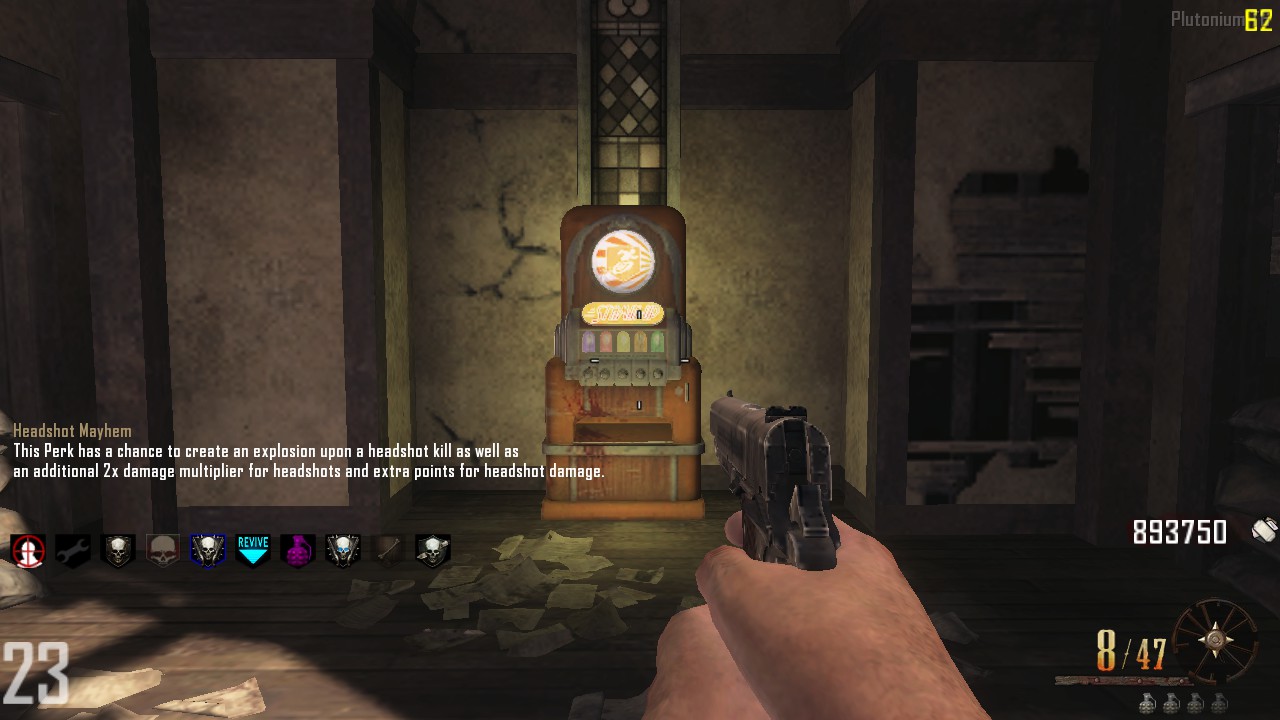 Plutonium
62
Headshot Mayhem
This Perk has a chance to create an explosion upon a headshot kill as well as
an additional 2x damage multiplier for headshots and extra points for headshot damage.
REVIVE
893750
23
8/47